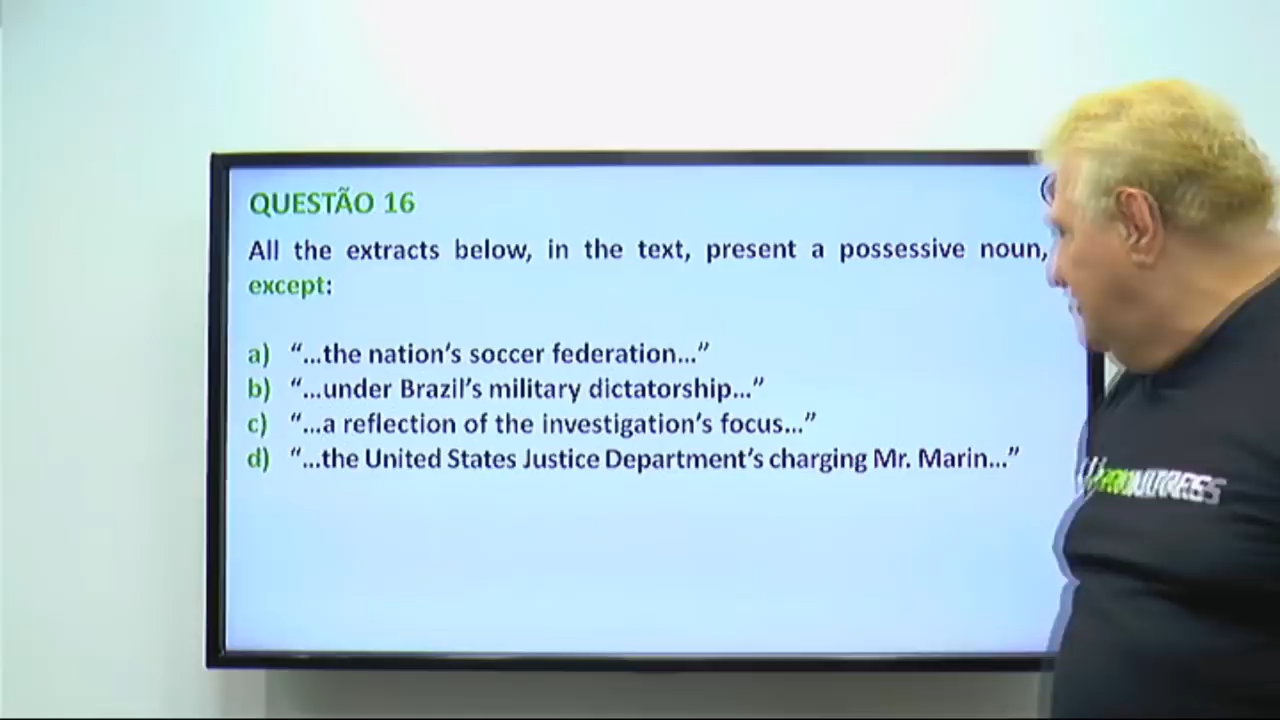 QUESTÃO 16
All the extracts below, in the text, present a possessive noun,
except:
a) “...the nation’s soccer federation...”
b) “...under Brazil’s military dictatorship...”
c) “...a reflection of the investigation’s focus...”
d) “...the United States Justice Department’s charging Mr. Marin...”